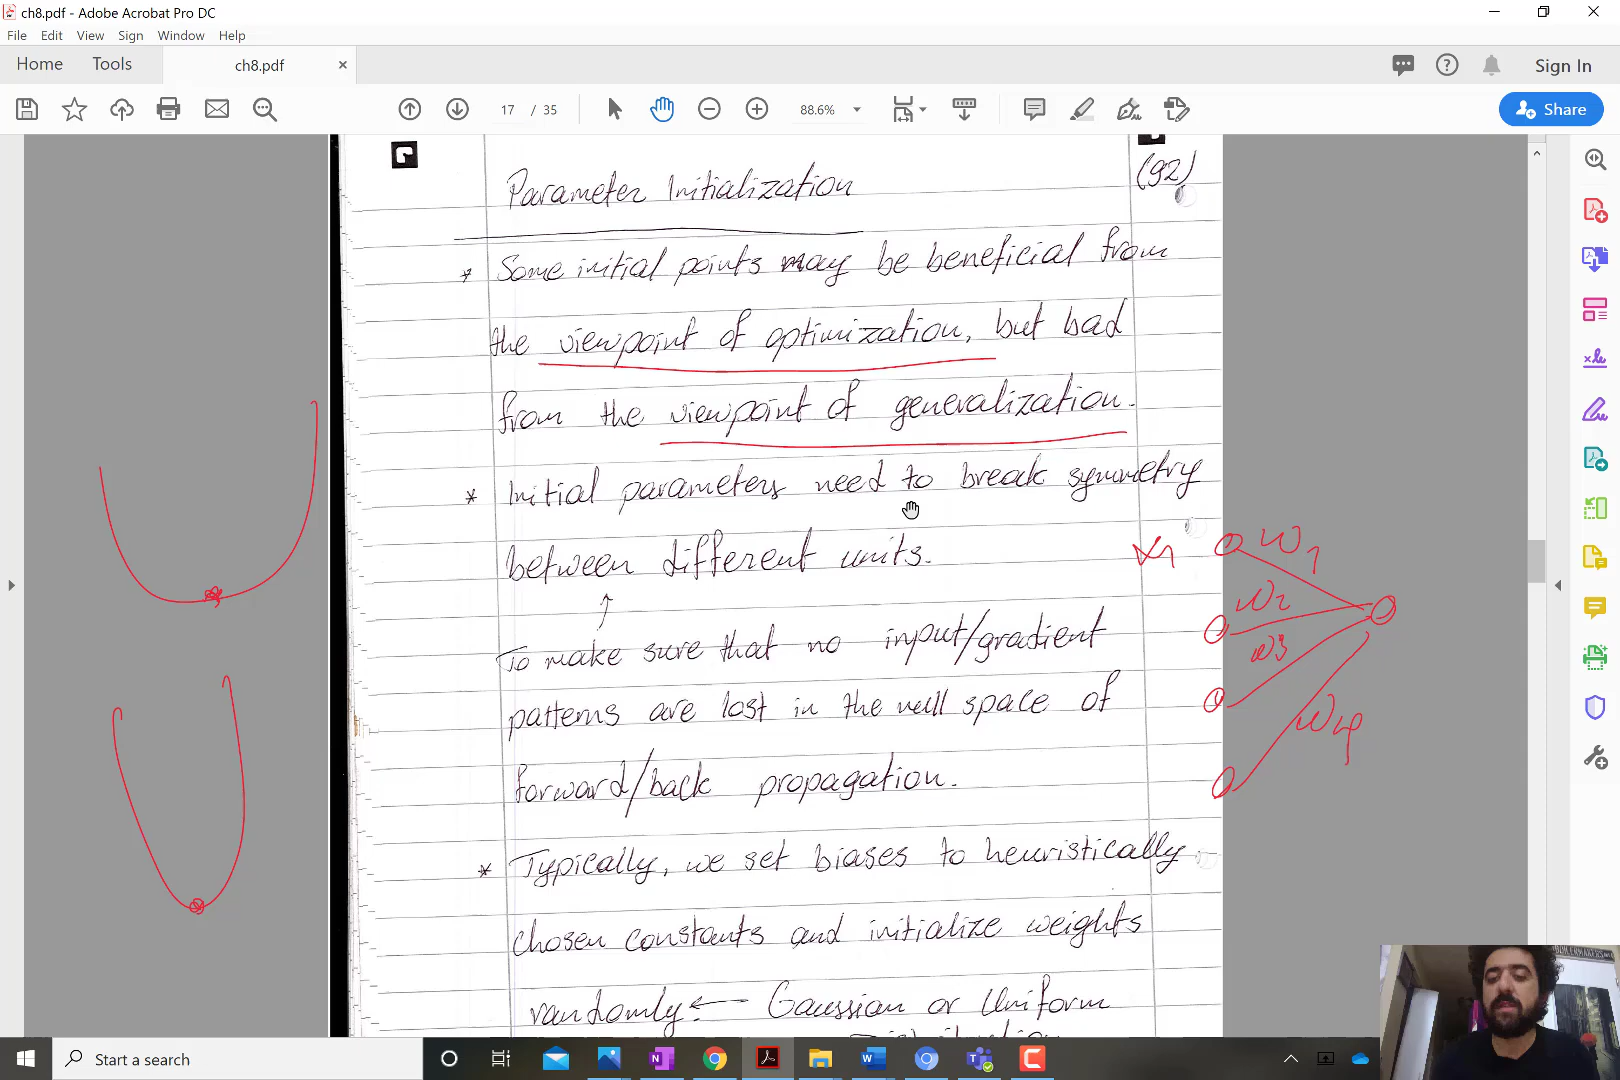 ch8.pdf - Adobe Acrobat Pro DC
File Edit View Sign Window Help
Home Tools ch8.pdf × Sign In
17 / 35 88.6% Share
(92)
Parameter Initialization
* Some initial points may be beneficial from
the viewpoint of optimization, but bad
from the viewpoint of generalization.
* Initial parameters need to break symmetry
between different units.
↑
To make sure that no input/gradient
patterns are lost in the null space of
forward/back propagation.
* Typically, we set biases to heuristically
chosen constants and initialize weights
randomly ← Gaussian or Uniform
x1 w1
w2
w3
w4
Start a search